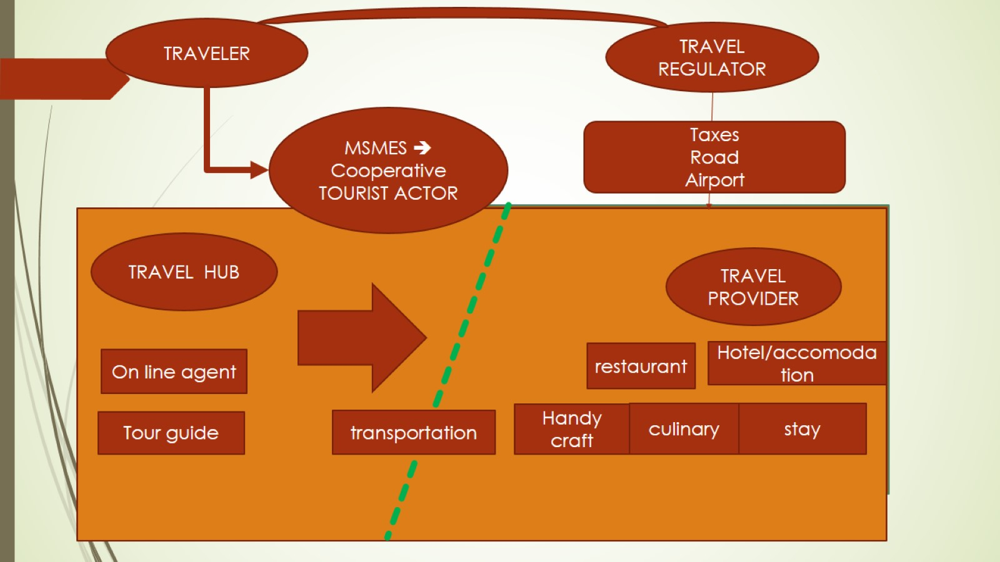 TRAVELER
TRAVEL
REGULATOR
MSMES ➔
Cooperative
TOURIST ACTOR
Taxes
Road
Airport
TRAVEL HUB
TRAVEL
PROVIDER
On line agent
restaurant
Hotel/accomoda
tion
Tour guide
transportation
Handy
craft
culinary
stay